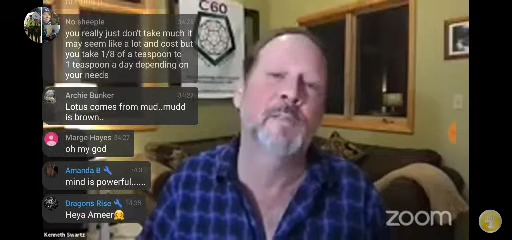 No sheeple
you really just don't take much it
may seem like a lot and cost but
you take 1/8 of a teaspoon to
1 teaspoon a day depending on
your needs
Archie Bunker
Lotus comes from mud..mudd
is brown..
Marge Hayes 34:27
oh my god
Amanda B
mind is powerful......
Dragons Rise
Heya Ameer
Kenneth Swartz
C60
zoom